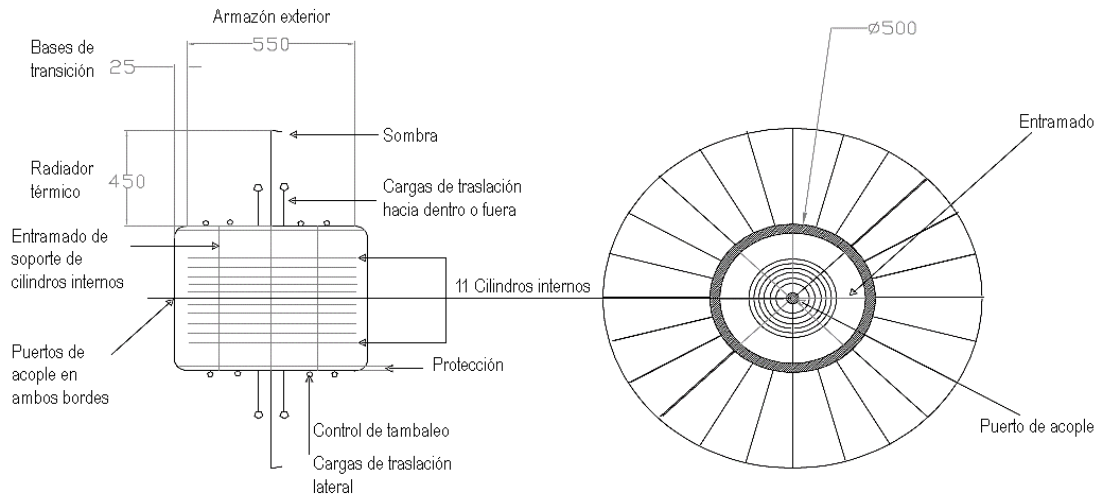 Armazón exterior
550
Bases de
transición
25
Sombra
Radiador
térmico
450
Cargas de traslación
hacia dentro o fuera
Entramado de
soporte de
cilindros internos
11 Cilindros internos
Puertos de
acople en
ambos bordes
Protección
Control de tambaleo
Cargas de traslación
lateral
ø500
Entramado
Puerto de acople